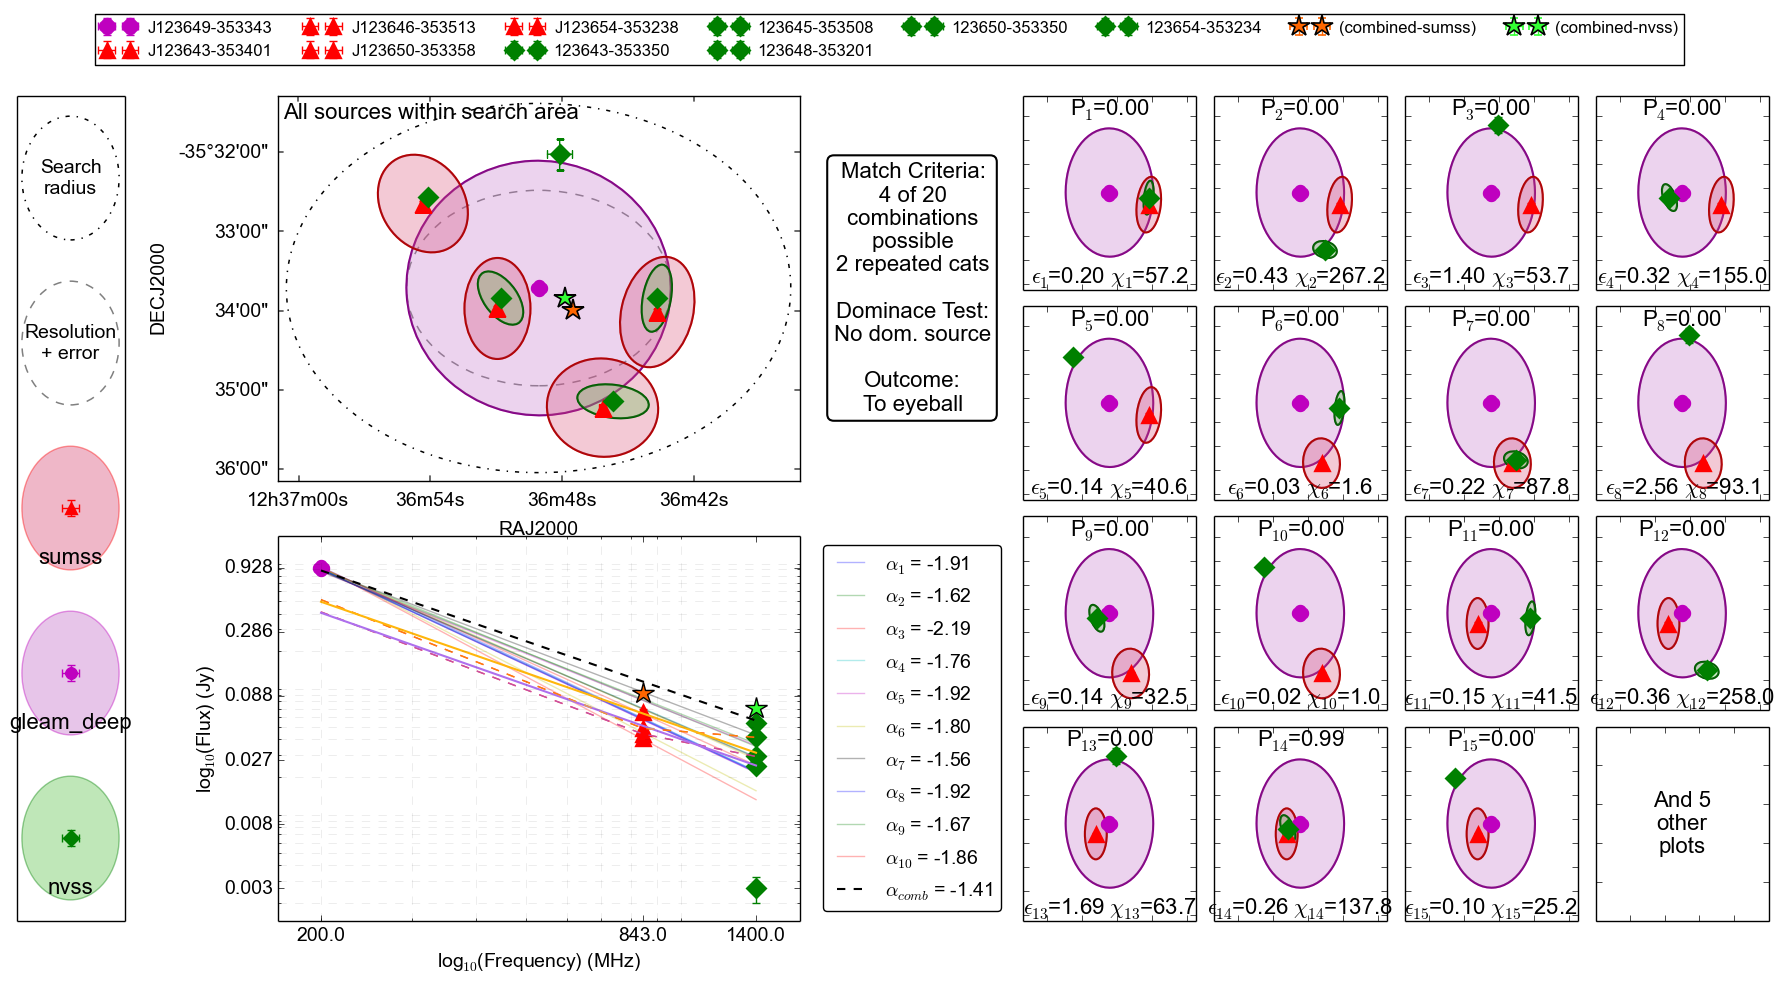 J123649-353343 J123646-353513 J123654-353238 123645-353508 123650-353350 123654-353234 (combined-sumss) (combined-nvss)
J123643-353401 J123650-353358 123643-353350 123648-353201
Search
radius
Resolution
+ error
sumss
gleam_deep
nvss
All sources within search area
DECJ2000
-35°32'00"
33'00"
34'00"
35'00"
36'00"
12h37m00s 36m54s 36m48s 36m42s
RAJ2000
Match Criteria:
4 of 20
combinations
possible
2 repeated cats
Dominace Test:
No dom. source
Outcome:
To eyeball
log₁₀(Flux) (Jy)
0.928
0.286
0.088
0.027
0.008
0.003
200.0 843.0 1400.0
log₁₀(Frequency) (MHz)
α₁ = -1.91
α₂ = -1.62
α₃ = -2.19
α₄ = -1.76
α₅ = -1.92
α₆ = -1.80
α₇ = -1.56
α₈ = -1.92
α₉ = -1.67
α₁₀ = -1.86
α_comb = -1.41
P₁=0.00 P₂=0.00 P₃=0.00 P₄=0.00
ϵ₁=0.20 χ₁=57.2 ϵ₂=0.43 χ₂=267.2 ϵ₃=1.40 χ₃=53.7 ϵ₄=0.32 χ₄=155.0
P₅=0.00 P₆=0.00 P₇=0.00 P₈=0.00
ϵ₅=0.14 χ₅=40.6 ϵ₆=0.03 χ₆=1.6 ϵ₇=0.22 χ₇=87.8 ϵ₈=2.56 χ₈=93.1
P₉=0.00 P₁₀=0.00 P₁₁=0.00 P₁₂=0.00
ϵ₉=0.14 χ₉=32.5 ϵ₁₀=0.02 χ₁₀=1.0 ϵ₁₁=0.15 χ₁₁=41.5 ϵ₁₂=0.36 χ₁₂=258.0
P₁₃=0.00 P₁₄=0.99 P₁₅=0.00
ϵ₁₃=1.69 χ₁₃=63.7 ϵ₁₄=0.26 χ₁₄=137.8 ϵ₁₅=0.10 χ₁₅=25.2
And 5
other
plots